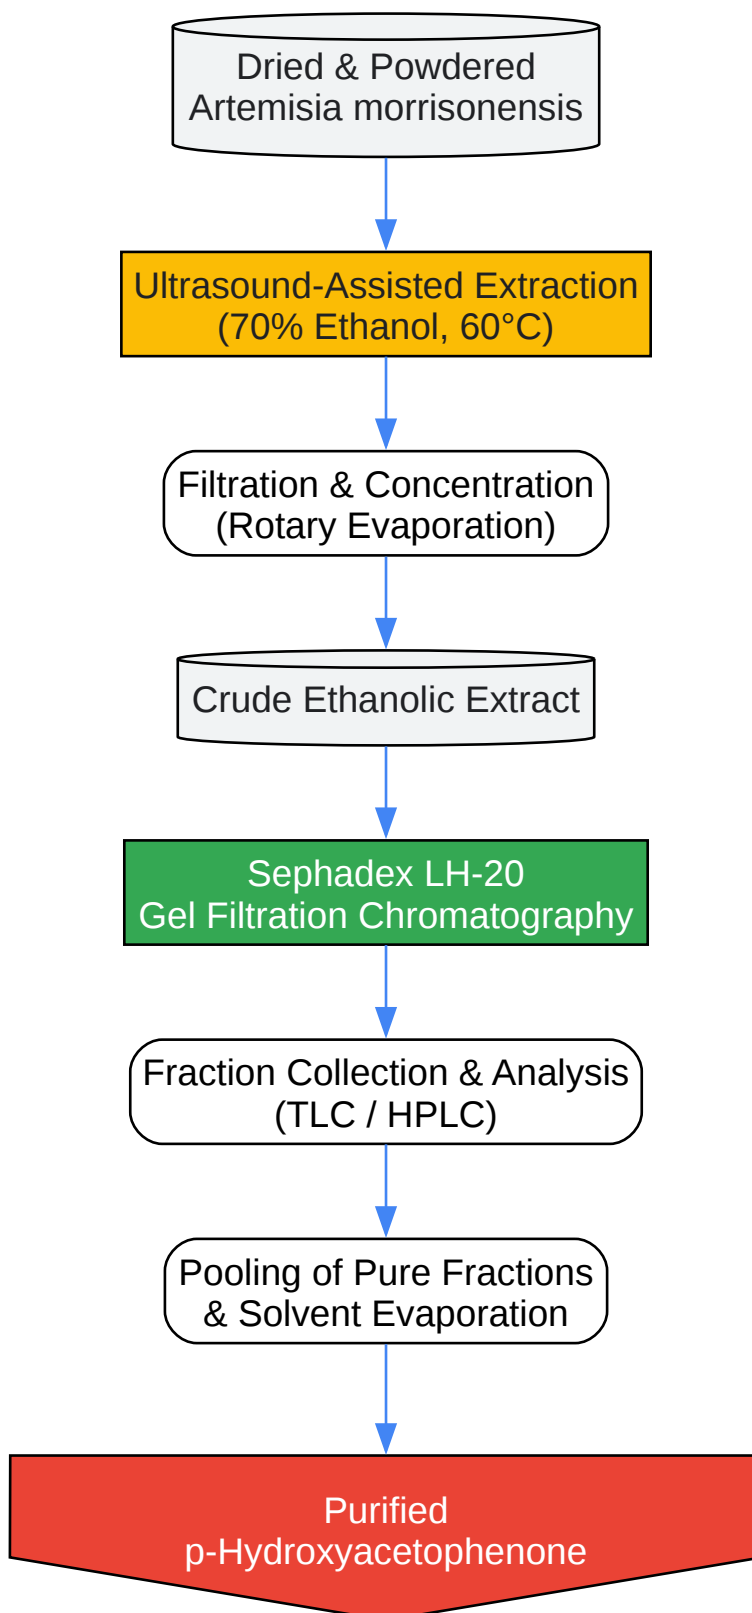 Dried & Powdered
Artemisia morrisonensis
Ultrasound-Assisted Extraction
(70% Ethanol, 60°C)
Filtration & Concentration
(Rotary Evaporation)
Crude Ethanolic Extract
Sephadex LH-20
Gel Filtration Chromatography
Fraction Collection & Analysis
(TLC / HPLC)
Pooling of Pure Fractions
& Solvent Evaporation
Purified
p-Hydroxyacetophenone